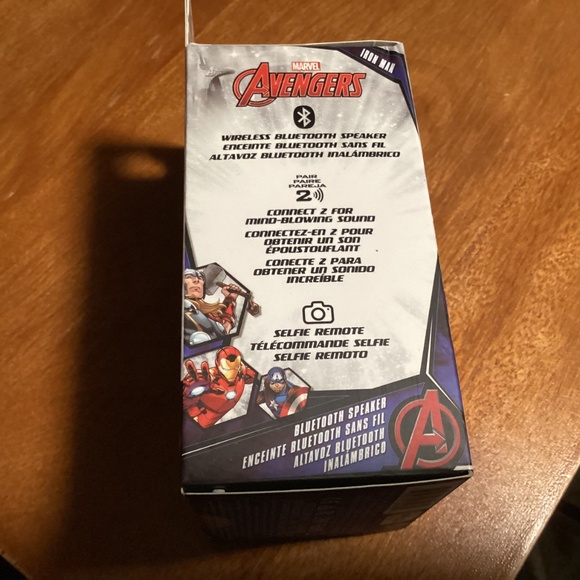 IRON MAN
MARVEL
AVENGERS
WIRELESS BLUETOOTH SPEAKER
ENCEINTE BLUETOOTH SANS FIL
ALTAVOZ BLUETOOTH INALÁMBRICO
PAIR
PAIRE
PAREJA
2
CONNECT 2 FOR
MIND-BLOWING SOUND
CONNECTEZ-EN 2 POUR
OBTENIR UN SON
ÉPOUSTOUFLANT
CONECTE 2 PARA
OBTENER UN SONIDO
INCREÍBLE
SELFIE REMOTE
TÉLÉCOMMANDE SELFIE
SELFIE REMOTO
BLUETOOTH SPEAKER
ENCEINTE BLUETOOTH SANS FIL
ALTAVOZ BLUETOOTH
INALÁMBRICO